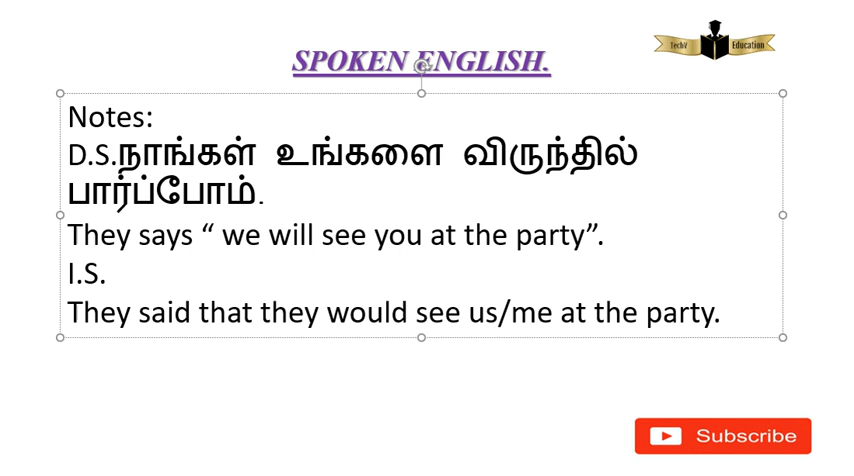 SPOKEN ENGLISH.
TechV Education
Notes:
D.S.நாங்கள் உங்களை விருந்தில்
பார்ப்போம்.
They says “ we will see you at the party”.
I.S.
They said that they would see us/me at the party.
Subscribe